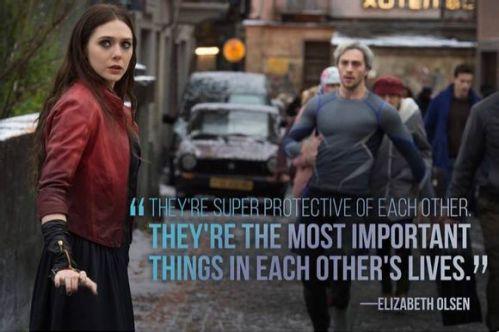 “ THEY'RE SUPER PROTECTIVE OF EACH OTHER.
THEY'RE THE MOST IMPORTANT
THINGS IN EACH OTHER'S LIVES.”
—ELIZABETH OLSEN